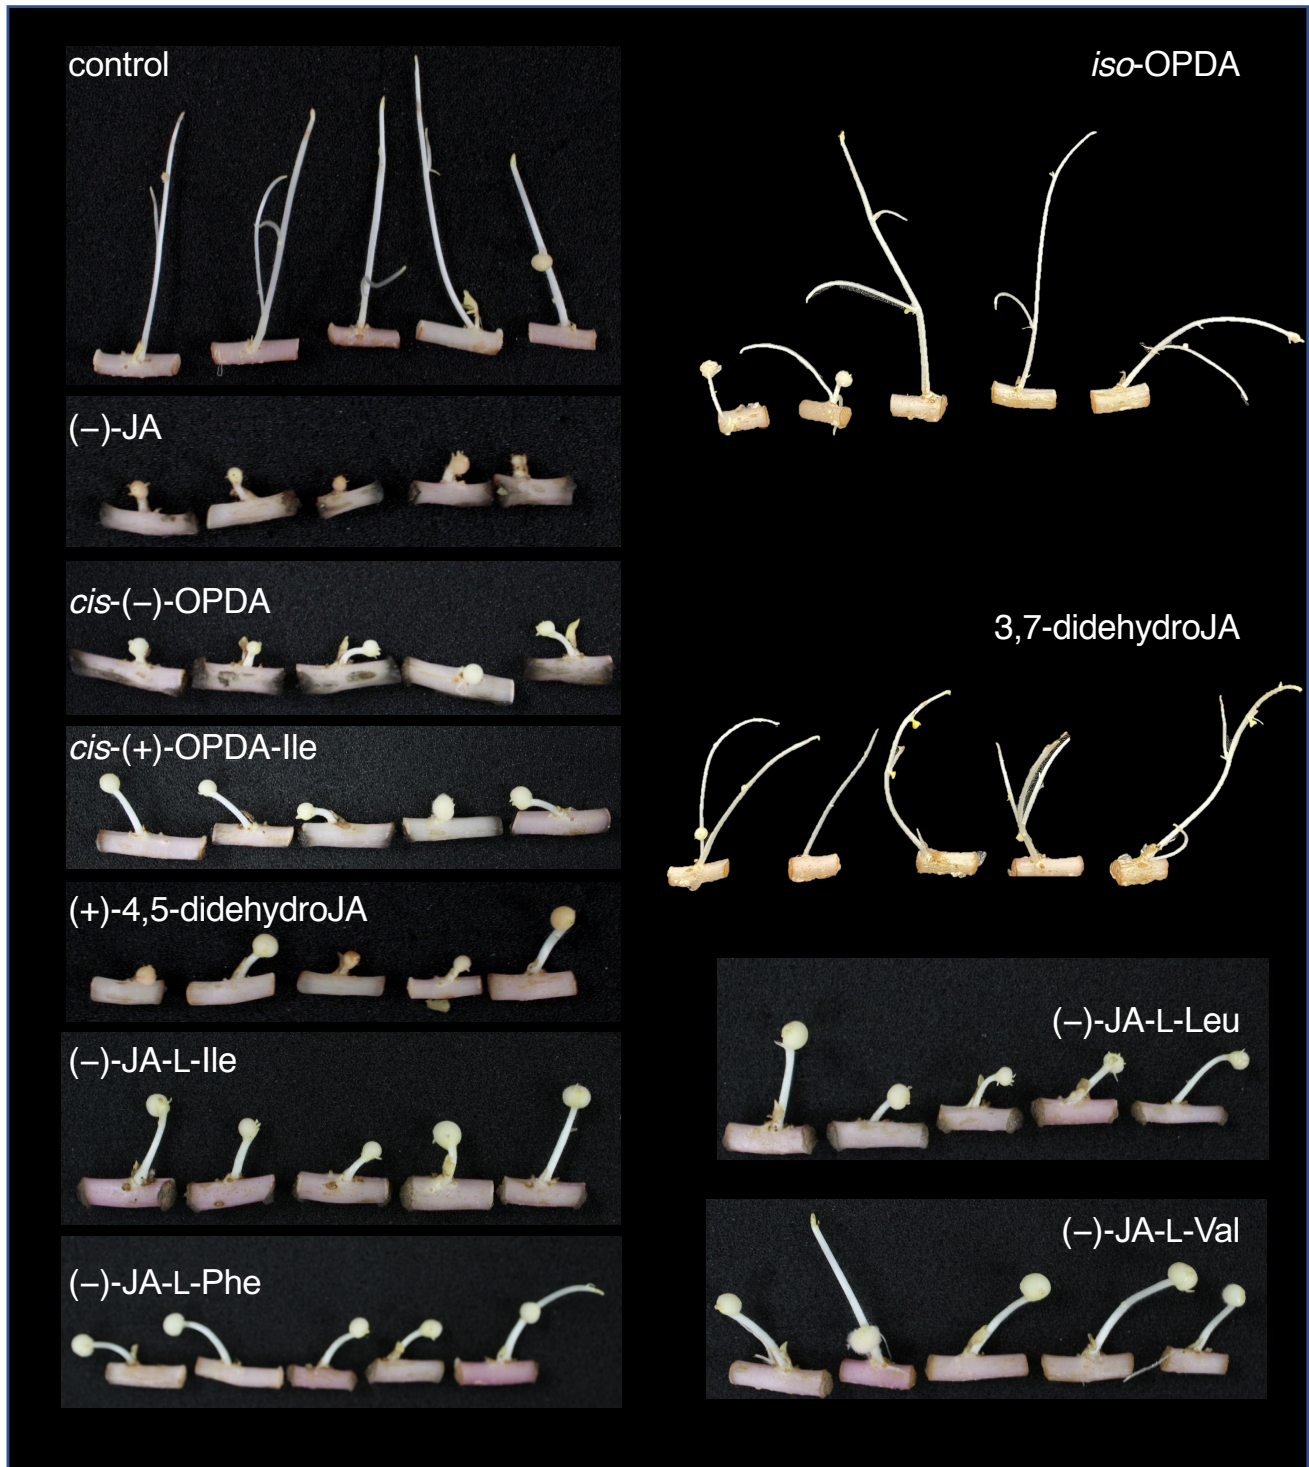 control
iso-OPDA
(−)-JA
cis-(−)-OPDA
3,7-didehydroJA
cis-(+)-OPDA-Ile
(+)-4,5-didehydroJA
(−)-JA-L-Leu
(−)-JA-L-Ile
(−)-JA-L-Val
(−)-JA-L-Phe